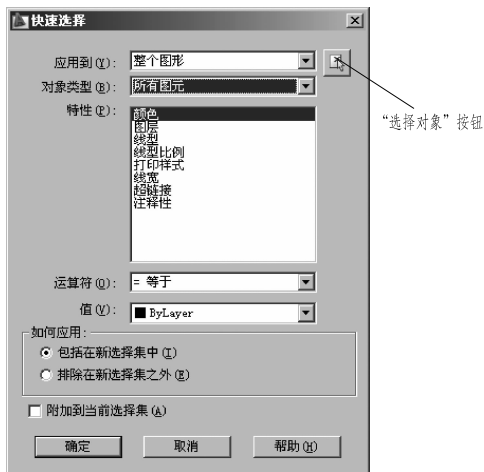 快速选择
应用到(Y): 整个图形
“选择对象”按钮
对象类型(B): 所有图元
特性(P):
颜色
图层
线型
线型比例
打印样式
线宽
超链接
注释性
运算符(O): = 等于
值(V): ByLayer
如何应用:
包括在新选择集中(I)
排除在新选择集之外(E)
附加到当前选择集(A)
确定 取消 帮助(H)